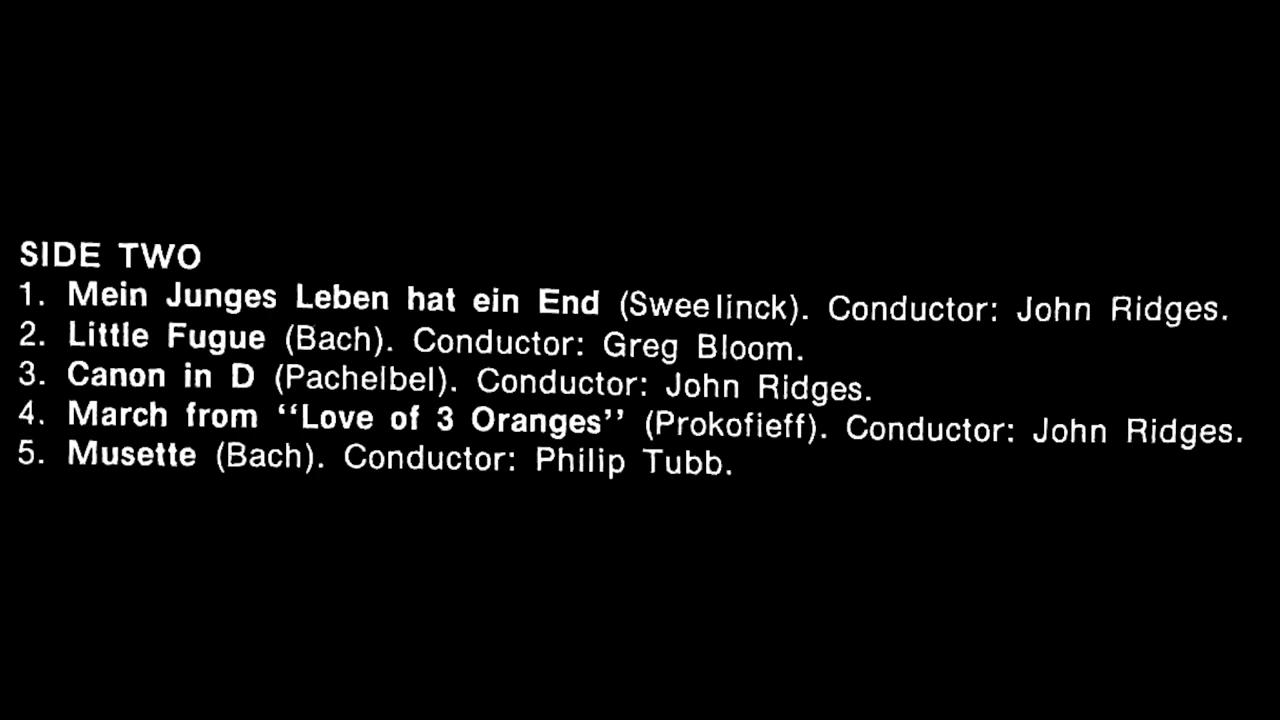 SIDE TWO
1. Mein Junges Leben hat ein End (Sweelinck). Conductor: John Ridges.
2. Little Fugue (Bach). Conductor: Greg Bloom.
3. Canon in D (Pachelbel). Conductor: John Ridges.
4. March from “Love of 3 Oranges” (Prokofieff). Conductor: John Ridges.
5. Musette (Bach). Conductor: Philip Tubb.